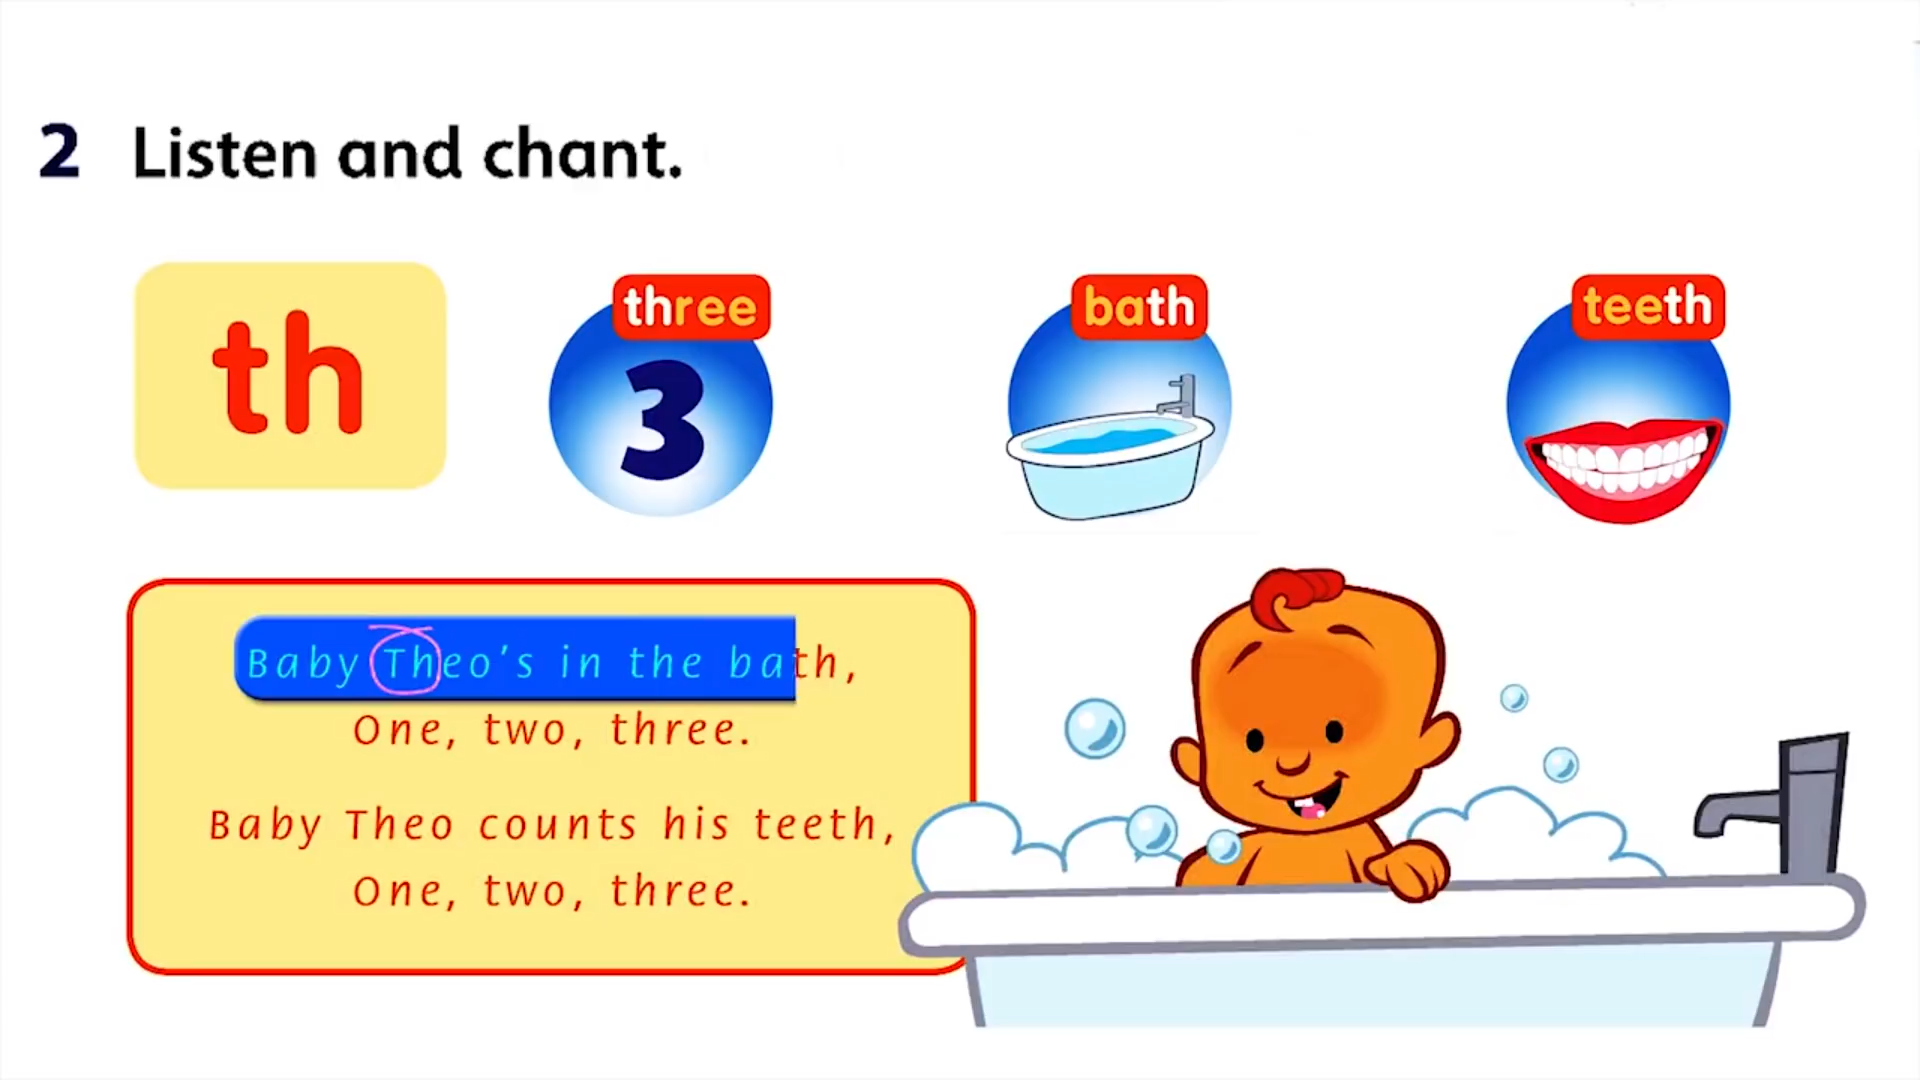 2 Listen and chant.
th
three
3
bath
teeth
Baby Theo's in the bath,
One, two, three.
Baby Theo counts his teeth,
One, two, three.